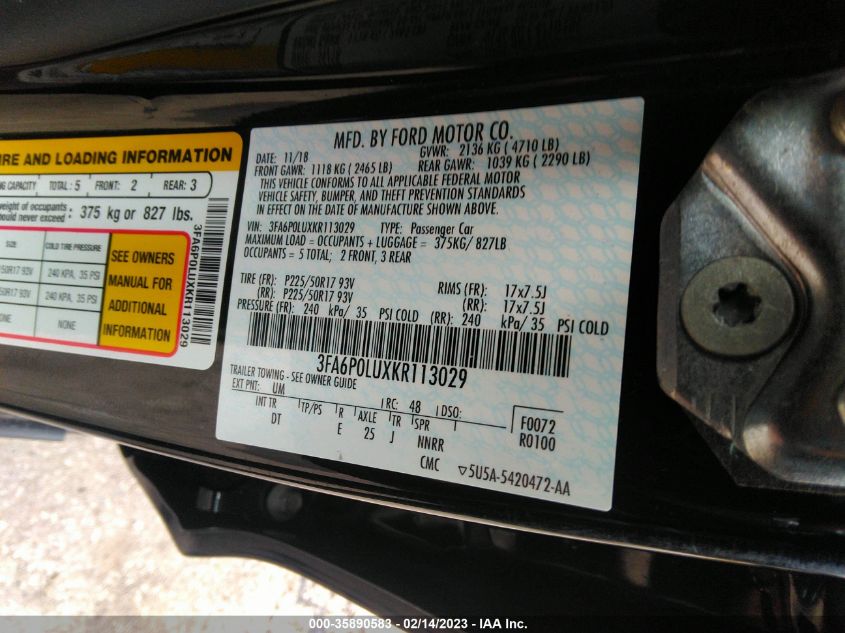 IRE AND LOADING INFORMATION
NG CAPACITY TOTAL: 5 FRONT: 2 REAR: 3
weight of occupants
should never exceed: 375 kg or 827 lbs.
SIZE COLD TIRE PRESSURE
50R17 93V 240 KPA, 35 PSI
50R17 93V 240 KPA, 35 PSI
NONE NONE
SEE OWNERS
MANUAL FOR
ADDITIONAL
INFORMATION
3FA6P0LUXKR113029
MFD. BY FORD MOTOR CO.
DATE: 11/18 GVWR: 2136 KG ( 4710 LB)
FRONT GAWR: 1118 KG ( 2465 LB) REAR GAWR: 1039 KG ( 2290 LB)
THIS VEHICLE CONFORMS TO ALL APPLICABLE FEDERAL MOTOR
VEHICLE SAFETY, BUMPER, AND THEFT PREVENTION STANDARDS
IN EFFECT ON THE DATE OF MANUFACTURE SHOWN ABOVE.
VIN: 3FA6P0LUXKR113029 TYPE: Passenger Car
MAXIMUM LOAD = OCCUPANTS + LUGGAGE = 375KG/ 827LB
OCCUPANTS = 5 TOTAL; 2 FRONT, 3 REAR
TIRE (FR): P225/50R17 93V RIMS (FR): 17x7.5J
(RR): P225/50R17 93V (RR): 17x7.5J
PRESSURE (FR): 240 kPa/ 35 PSI COLD (RR): 240 kPa/ 35 PSI COLD
3FA6P0LUXKR113029
TRAILER TOWING - SEE OWNER GUIDE
EXT PNT: UM RC: 48 DSO:
INT TR TP/PS R AXLE TR SPR F0072
DT E 25 J NNRR R0100
CMC ▽5U5A-5420472-AA
000-35890583 - 02/14/2023 - IAA Inc.